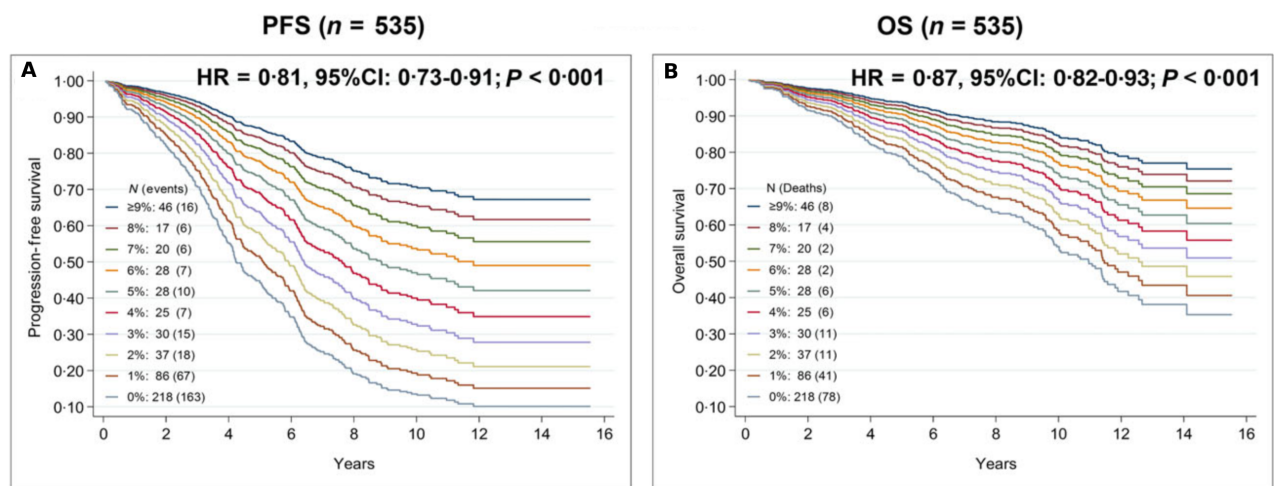 PFS (n = 535)
A
HR = 0·81, 95%CI: 0·73-0·91; P < 0·001
Progression-free survival
1·00
0·90
0·80
0·70
0·60
0·50
0·40
0·30
0·20
0·10
N (events)
≥9%: 46 (16)
8%: 17 (6)
7%: 20 (6)
6%: 28 (7)
5%: 28 (10)
4%: 25 (7)
3%: 30 (15)
2%: 37 (18)
1%: 86 (67)
0%: 218 (163)
0 2 4 6 8 10 12 14 16
Years
OS (n = 535)
B
HR = 0·87, 95%CI: 0·82-0·93; P < 0·001
Overall survival
1·00
0·90
0·80
0·70
0·60
0·50
0·40
0·30
0·20
0·10
N (Deaths)
≥9%: 46 (8)
8%: 17 (4)
7%: 20 (2)
6%: 28 (2)
5%: 28 (6)
4%: 25 (6)
3%: 30 (11)
2%: 37 (11)
1%: 86 (41)
0%: 218 (78)
0 2 4 6 8 10 12 14 16
Years